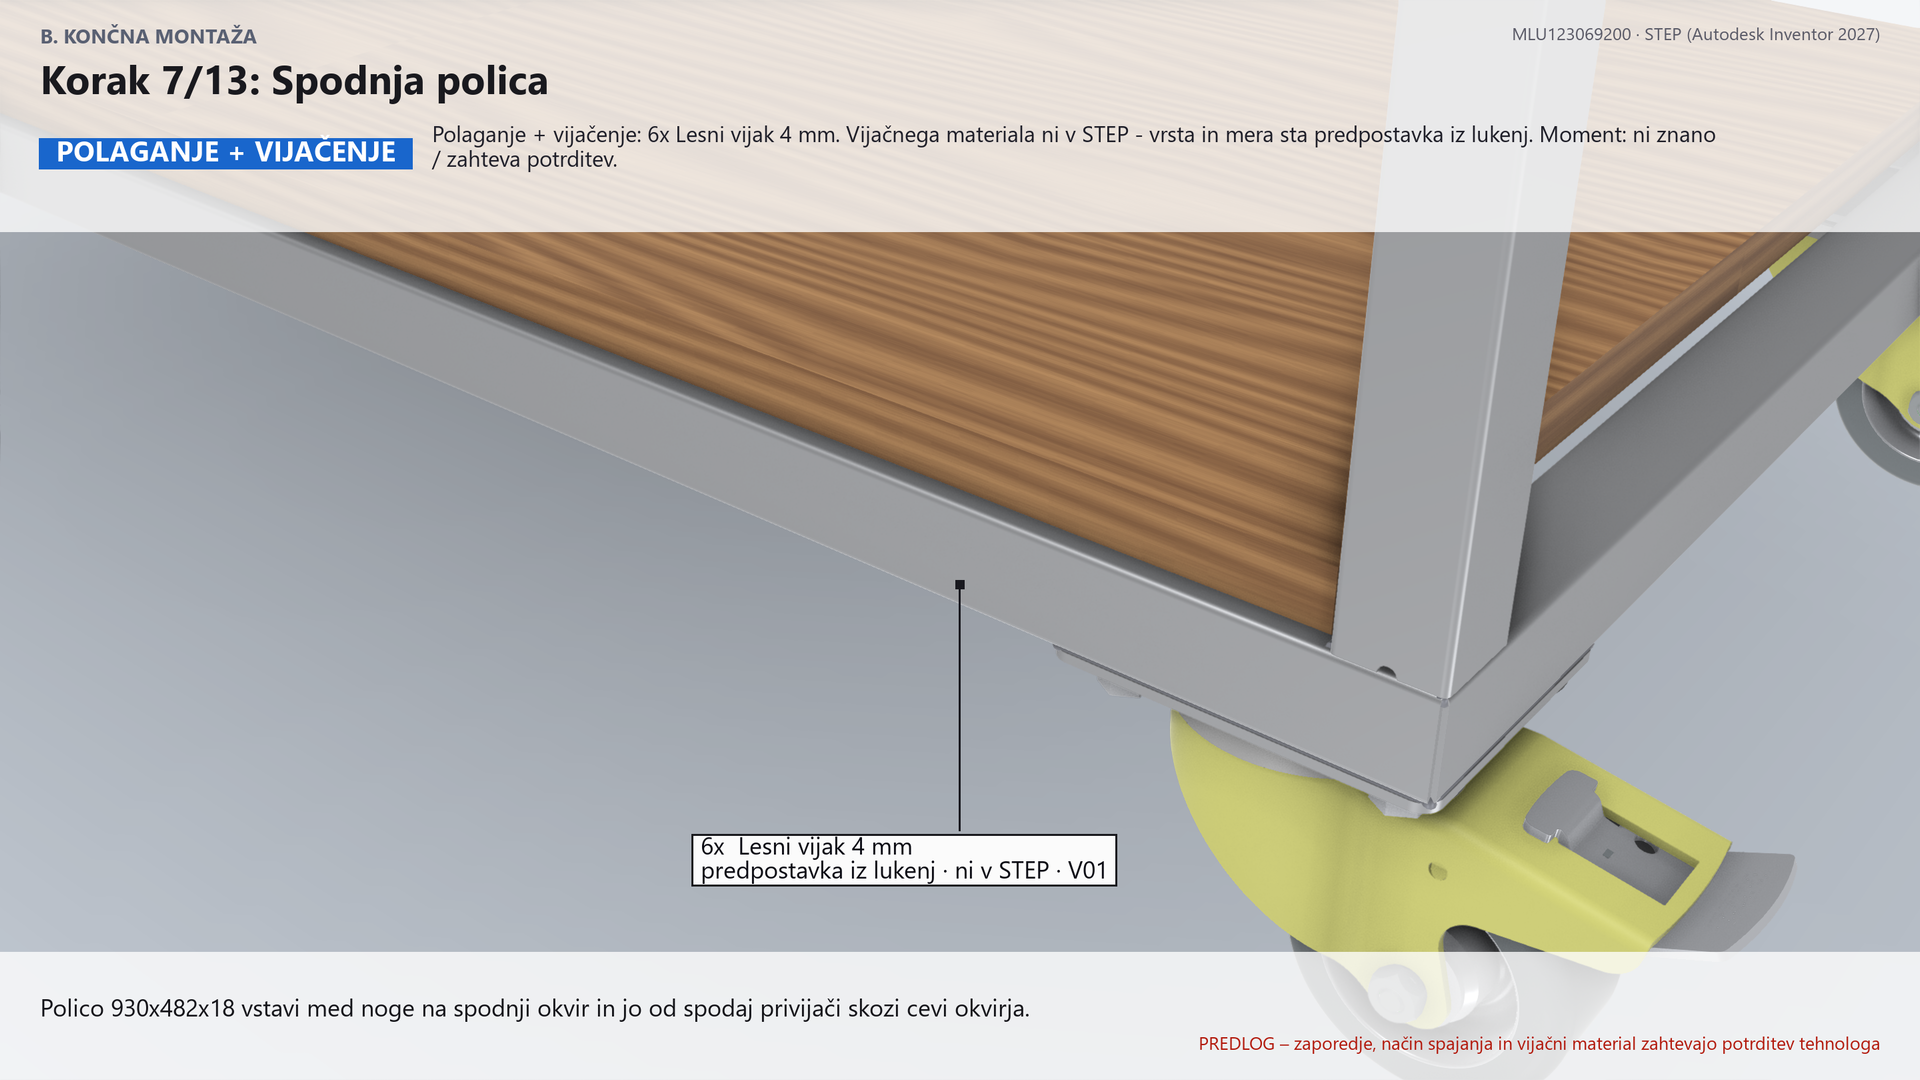 B. KONČNA MONTAŽA
MLU123069200 · STEP (Autodesk Inventor 2027)
Korak 7/13: Spodnja polica
POLAGANJE + VIJAČENJE
Polaganje + vijačenje: 6x Lesni vijak 4 mm. Vijačnega materiala ni v STEP - vrsta in mera sta predpostavka iz lukenj. Moment: ni znano
/ zahteva potrditev.
6x  Lesni vijak 4 mm
predpostavka iz lukenj · ni v STEP · V01
Polico 930x482x18 vstavi med noge na spodnji okvir in jo od spodaj privijači skozi cevi okvirja.
PREDLOG – zaporedje, način spajanja in vijačni material zahtevajo potrditev tehnologa